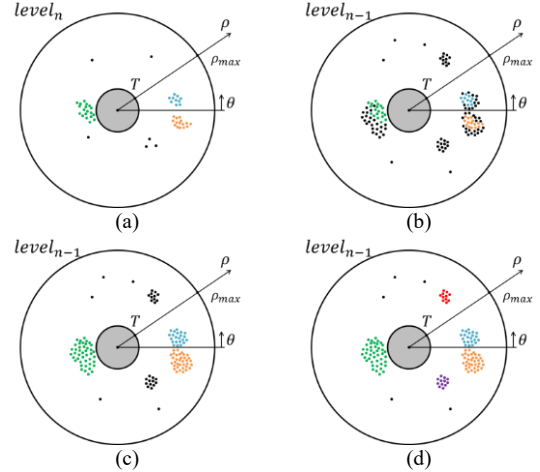 level_n
ρ
ρ_max
T
θ
(a)
level_{n-1}
ρ
ρ_max
T
θ
(b)
level_{n-1}
ρ
ρ_max
T
θ
(c)
level_{n-1}
ρ
ρ_max
T
θ
(d)